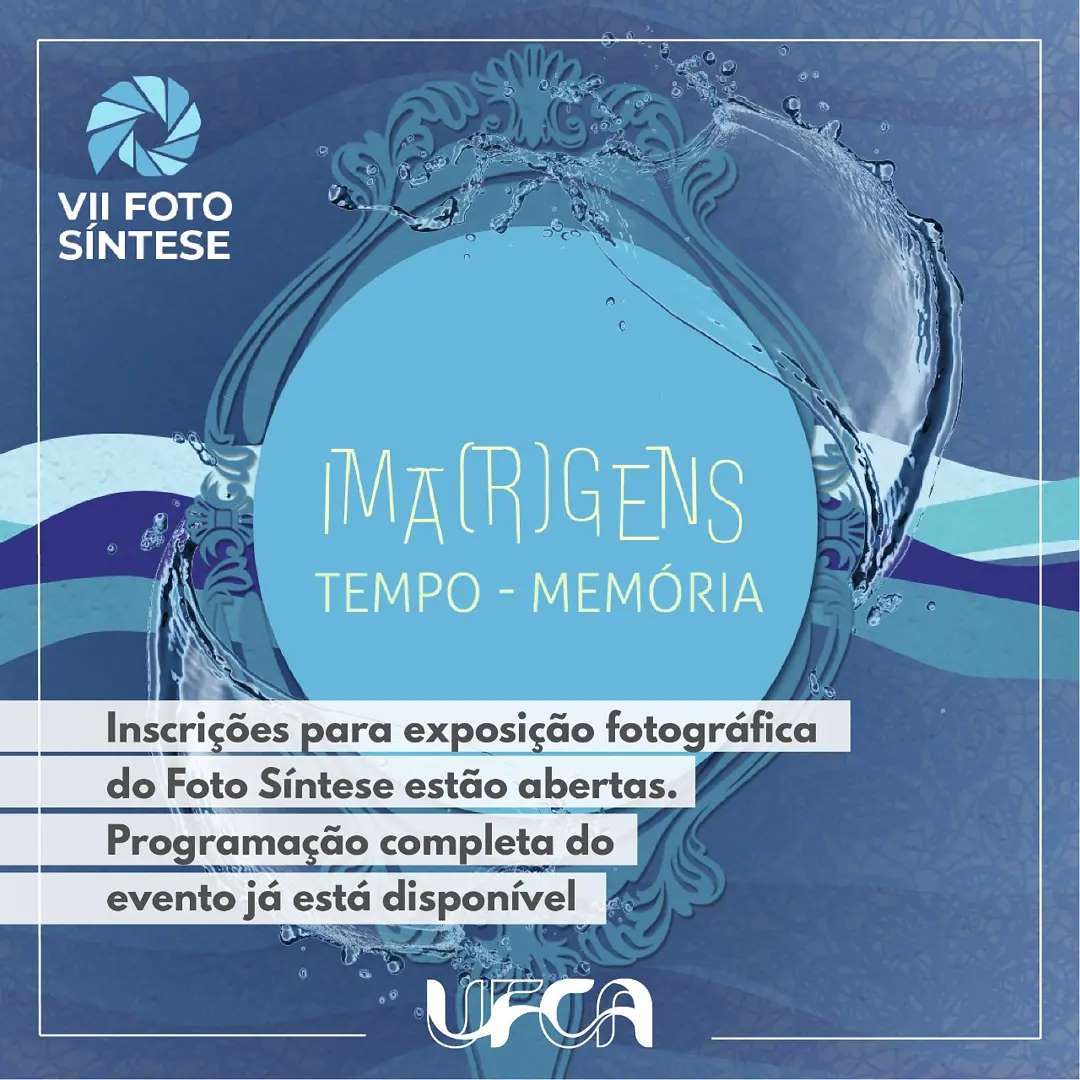 VII FOTO
SÍNTESE
IMA(R)GENS
TEMPO - MEMÓRIA
Inscrições para exposição fotográfica
do Foto Síntese estão abertas.
Programação completa do
evento já está disponível
UFCA